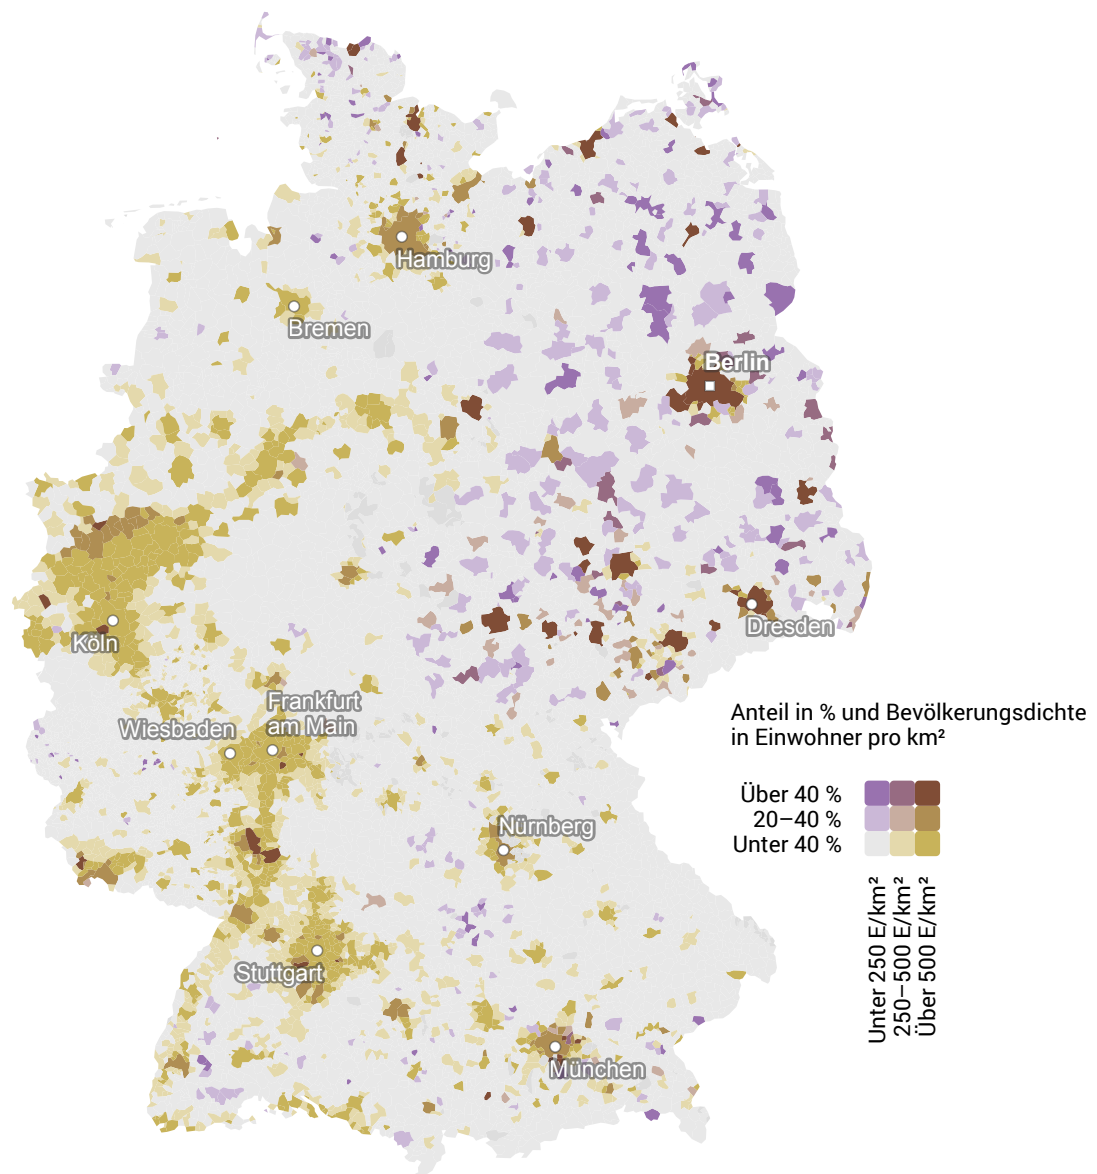 Hamburg
Bremen
Berlin
Köln
Dresden
Frankfurt
am Main
Wiesbaden
Nürnberg
Stuttgart
München
Anteil in % und Bevölkerungsdichte
in Einwohner pro km²
Über 40 %
20–40 %
Unter 40 %
Unter 250 E/km²
250–500 E/km²
Über 500 E/km²